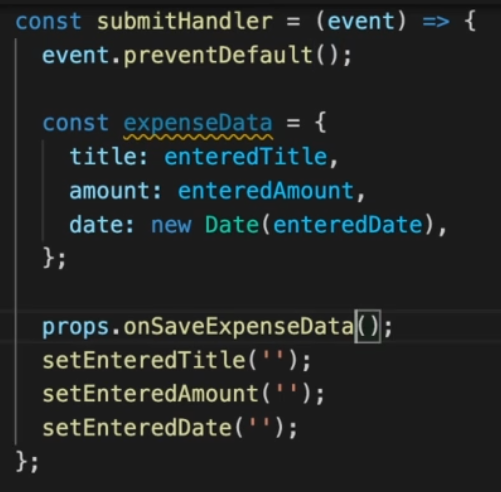 const submitHandler = (event) => {
event.preventDefault();
const expenseData = {
title: enteredTitle,
amount: enteredAmount,
date: new Date(enteredDate),
};
props.onSaveExpenseData();
setEnteredTitle('');
setEnteredAmount('');
setEnteredDate('');
};